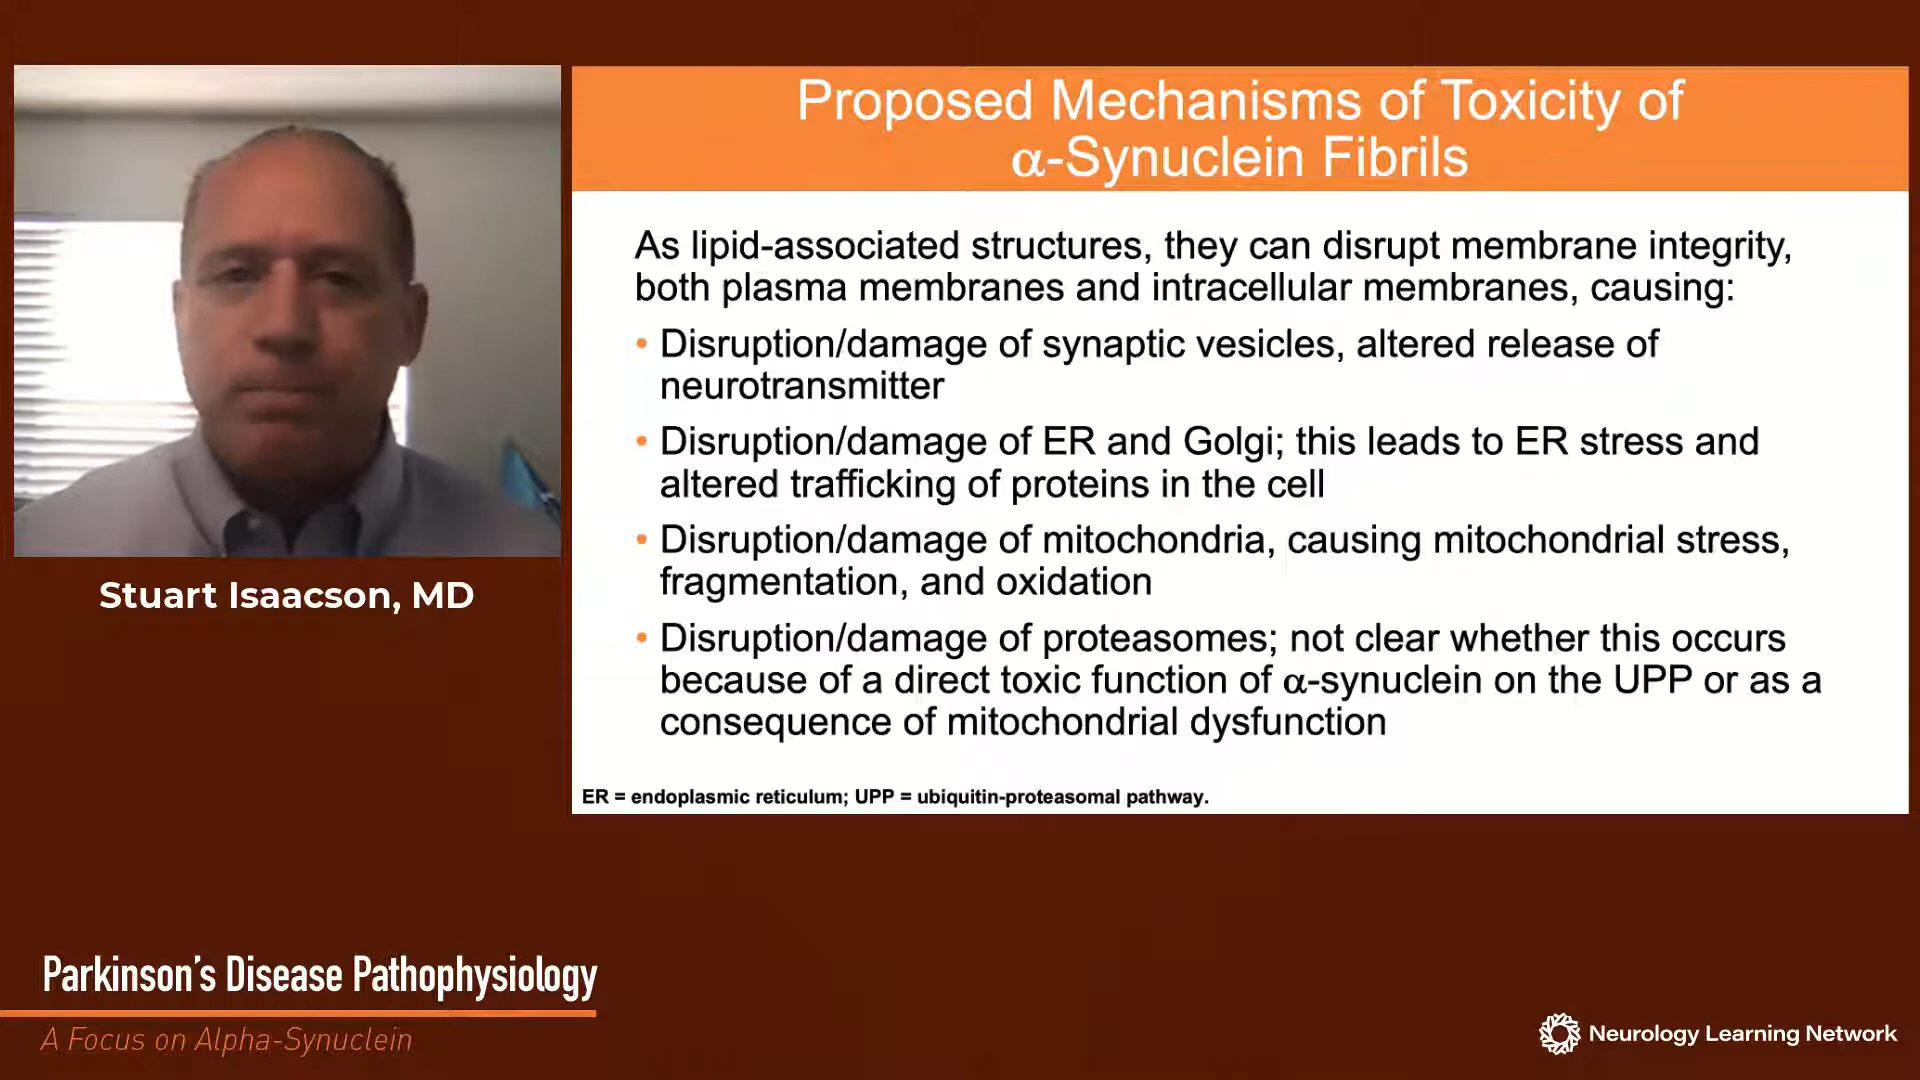 Proposed Mechanisms of Toxicity of
α-Synuclein Fibrils
As lipid-associated structures, they can disrupt membrane integrity,
both plasma membranes and intracellular membranes, causing:
• Disruption/damage of synaptic vesicles, altered release of
neurotransmitter
• Disruption/damage of ER and Golgi; this leads to ER stress and
altered trafficking of proteins in the cell
• Disruption/damage of mitochondria, causing mitochondrial stress,
fragmentation, and oxidation
• Disruption/damage of proteasomes; not clear whether this occurs
because of a direct toxic function of α-synuclein on the UPP or as a
consequence of mitochondrial dysfunction
ER = endoplasmic reticulum; UPP = ubiquitin-proteasomal pathway.
Stuart Isaacson, MD
Parkinson's Disease Pathophysiology
A Focus on Alpha-Synuclein
Neurology Learning Network